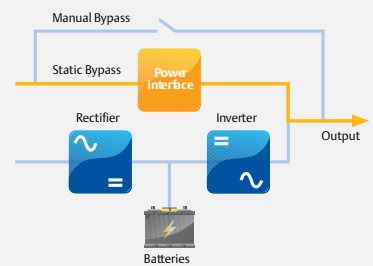 Manual Bypass
Static Bypass
Power
interface
Rectifier
Inverter
Output
Batteries